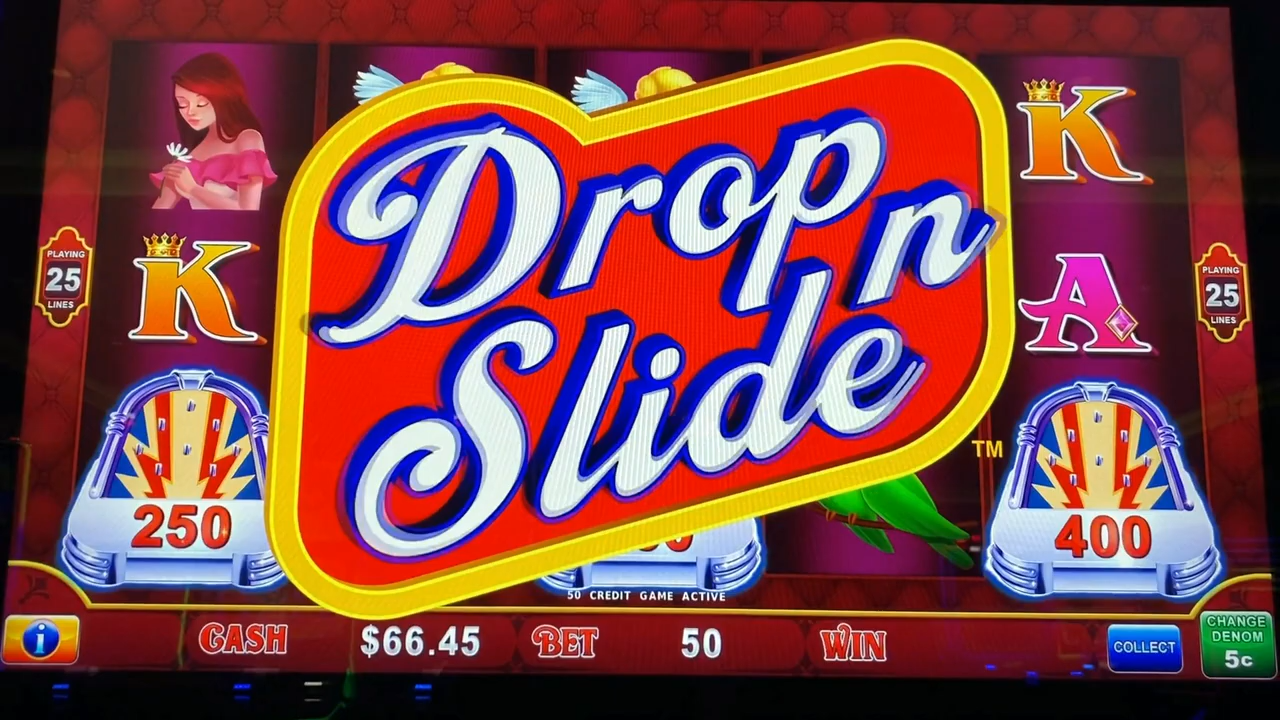 Drop n
Slide
TM
K
K
A
PLAYING
25
LINES
PLAYING
25
LINES
250
400
50 CREDIT GAME ACTIVE
i
CASH
$66.45
BET
50
WIN
COLLECT
CHANGE
DENOM
5c